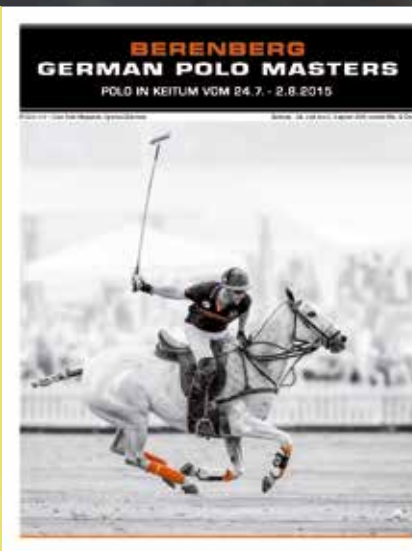 BERENBERG
GERMAN POLO MASTERS
POLO IN KEITUM VOM 24.7. - 2.8.2015